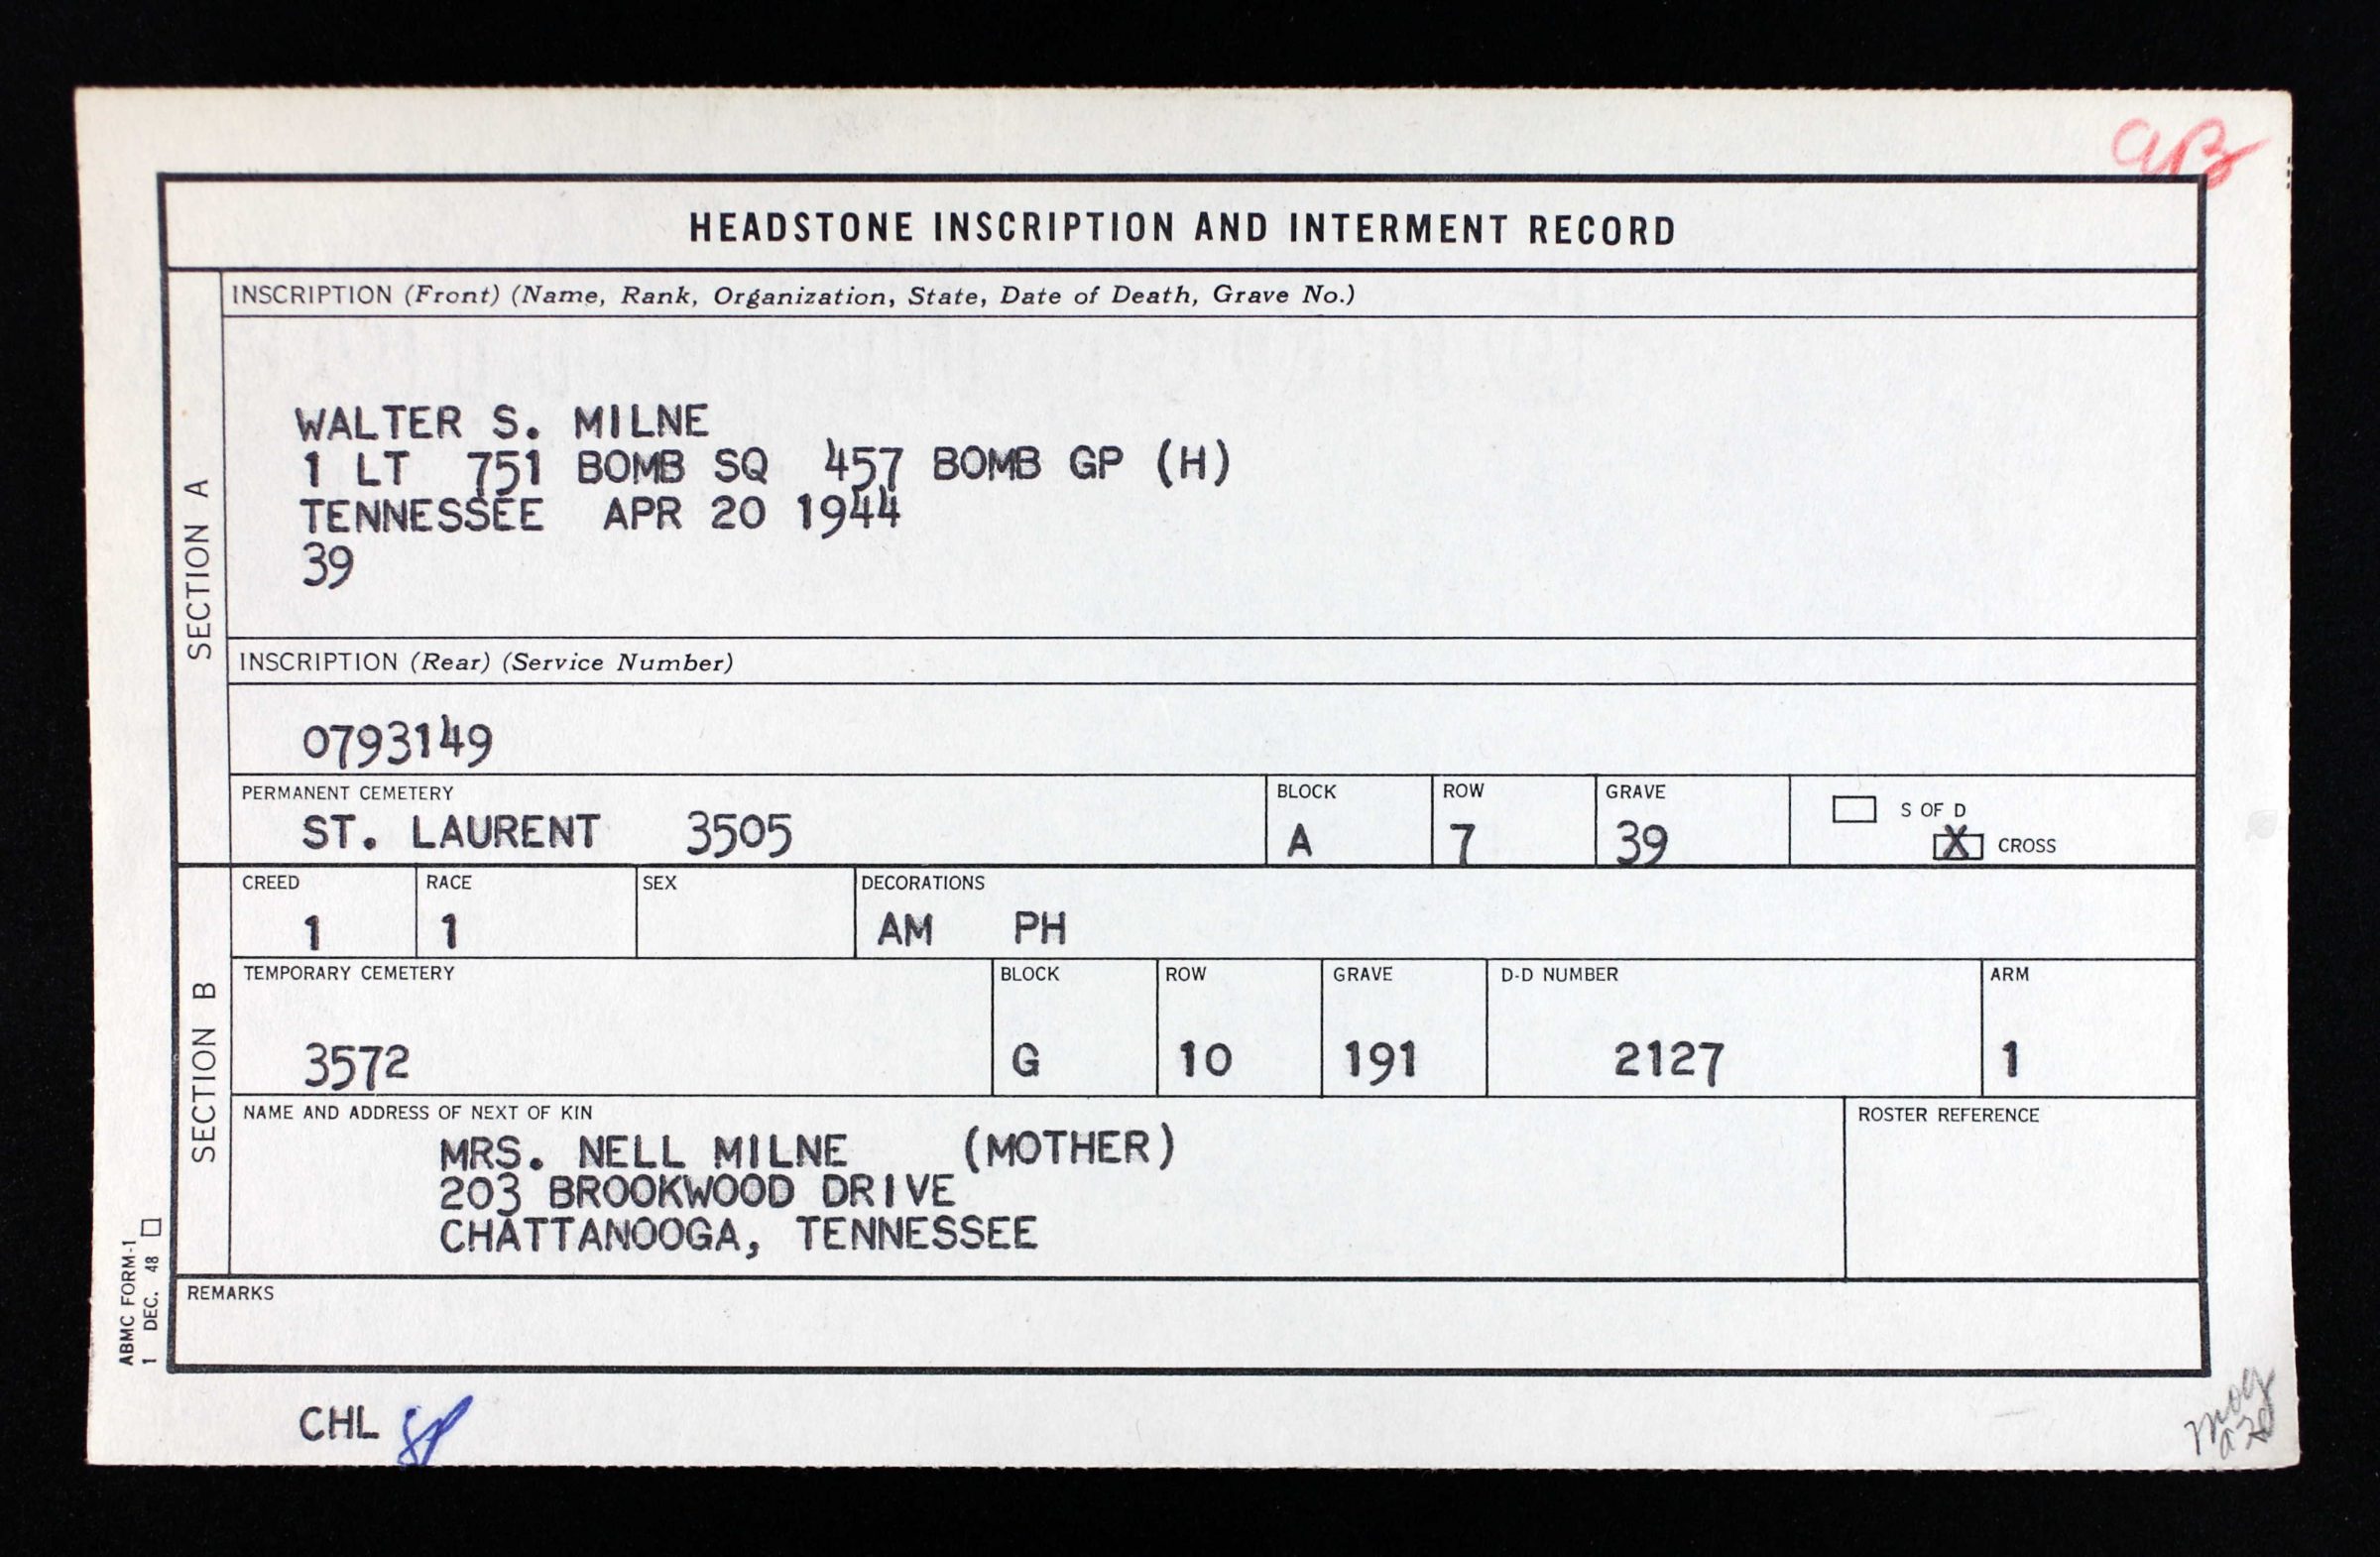 HEADSTONE INSCRIPTION AND INTERMENT RECORD
SECTION A
INSCRIPTION (Front) (Name, Rank, Organization, State, Date of Death, Grave No.)
WALTER S. MILNE
1 LT 751 BOMB SQ 457 BOMB GP (H)
TENNESSEE APR 20 1944
39
INSCRIPTION (Rear) (Service Number)
0793149
PERMANENT CEMETERY BLOCK ROW GRAVE S OF D
ST. LAURENT 3505 A 7 39 X CROSS
SECTION B
CREED RACE SEX DECORATIONS
1 1 AM PH
TEMPORARY CEMETERY BLOCK ROW GRAVE D-D NUMBER ARM
3572 G 10 191 2127 1
NAME AND ADDRESS OF NEXT OF KIN ROSTER REFERENCE
MRS. NELL MILNE (MOTHER)
203 BROOKWOOD DRIVE
CHATTANOOGA, TENNESSEE
REMARKS
ABMC FORM-1
1 DEC. 48
CHL